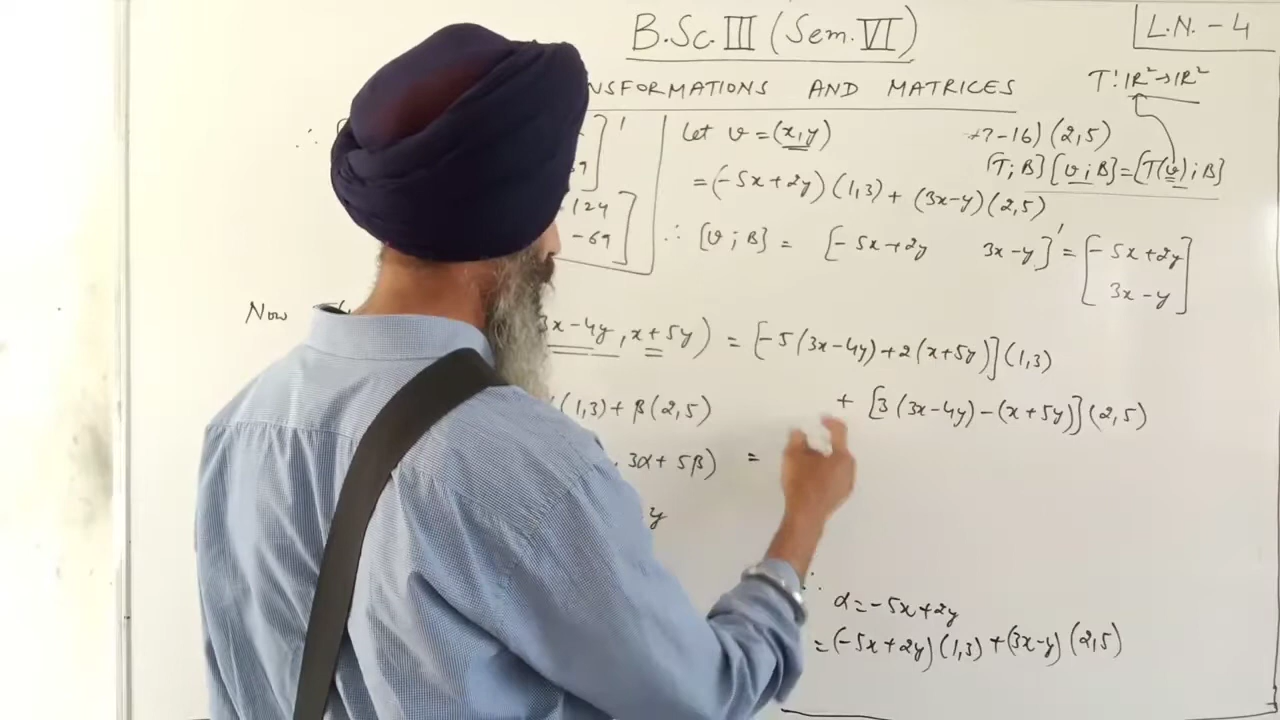 B.Sc. III (Sem. VI)
L.N. - 4
NSFORMATIONS AND MATRICES
T: IR² → IR²
Let v = (x, y)
+7-16)(2,5)
[T; B] [v; B] = [T(v); B]
= (-5x+2y)(1,3) + (3x-y)(2,5)
124
-69
∴ [v; B] = [-5x+2y 3x-y]' = [-5x+2y
3x-y]
Now
3x-4y, x+5y) = [-5(3x-4y)+2(x+5y)](1,3)
(1,3) + β(2,5)
+ [3(3x-4y)-(x+5y)](2,5)
3α+5β) =
y
∴ α = -5x+2y
= (-5x+2y)(1,3) + (3x-y)(2,5)